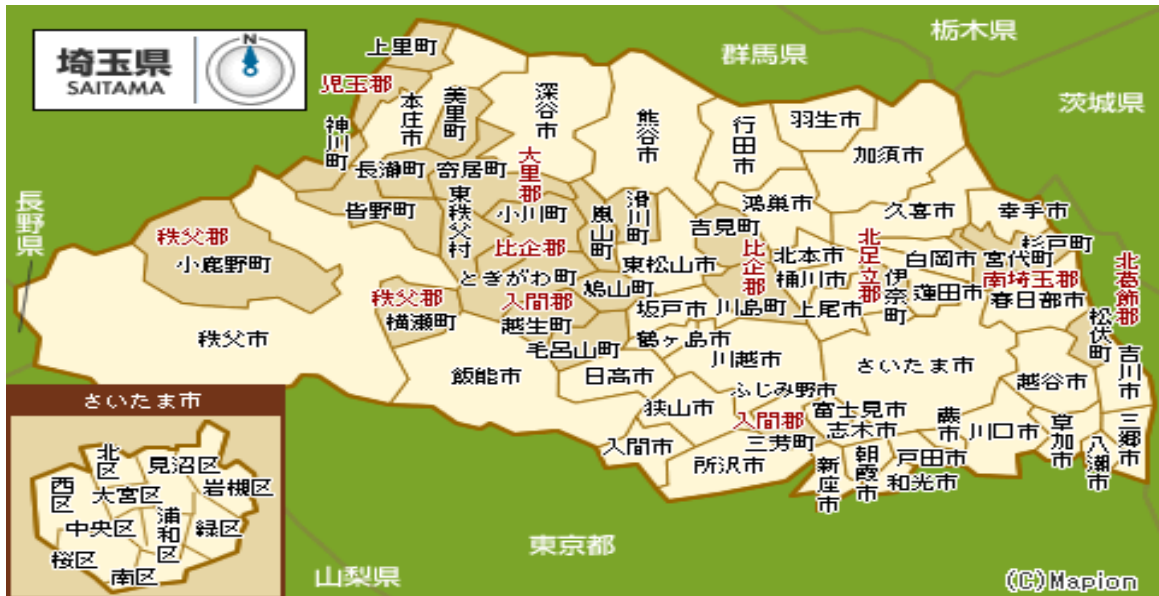 埼玉県
SAITAMA
N
栃木県
群馬県
茨城県
長野県
上里町
児玉郡
本庄市
美里町
深谷市
熊谷市
行田市
羽生市
加須市
神川町
長瀞町
寄居町
大里郡
皆野町
東秩父村
小川町
嵐山町
滑川町
吉見町
鴻巣市
久喜市
幸手市
秩父郡
小鹿野町
比企郡
東松山市
比企郡
北本市
北足立郡
白岡市
宮代町
杉戸町
北葛飾郡
ときがわ町
鳩山町
桶川市
伊奈町
蓮田市
南埼玉郡
春日部市
秩父郡
横瀬町
入間郡
越生町
坂戸市
川島町
上尾市
松伏町
秩父市
毛呂山町
鶴ヶ島市
川越市
さいたま市
吉川市
飯能市
日高市
ふじみ野市
越谷市
狭山市
入間郡
富士見市
蕨市
入間市
三芳町
志木市
川口市
草加市
八潮市
三郷市
所沢市
新座市
朝霞市
戸田市
和光市
さいたま市
北区
見沼区
西区
大宮区
岩槻区
中央区
浦和区
緑区
桜区
南区
東京都
山梨県
(C)Mapion